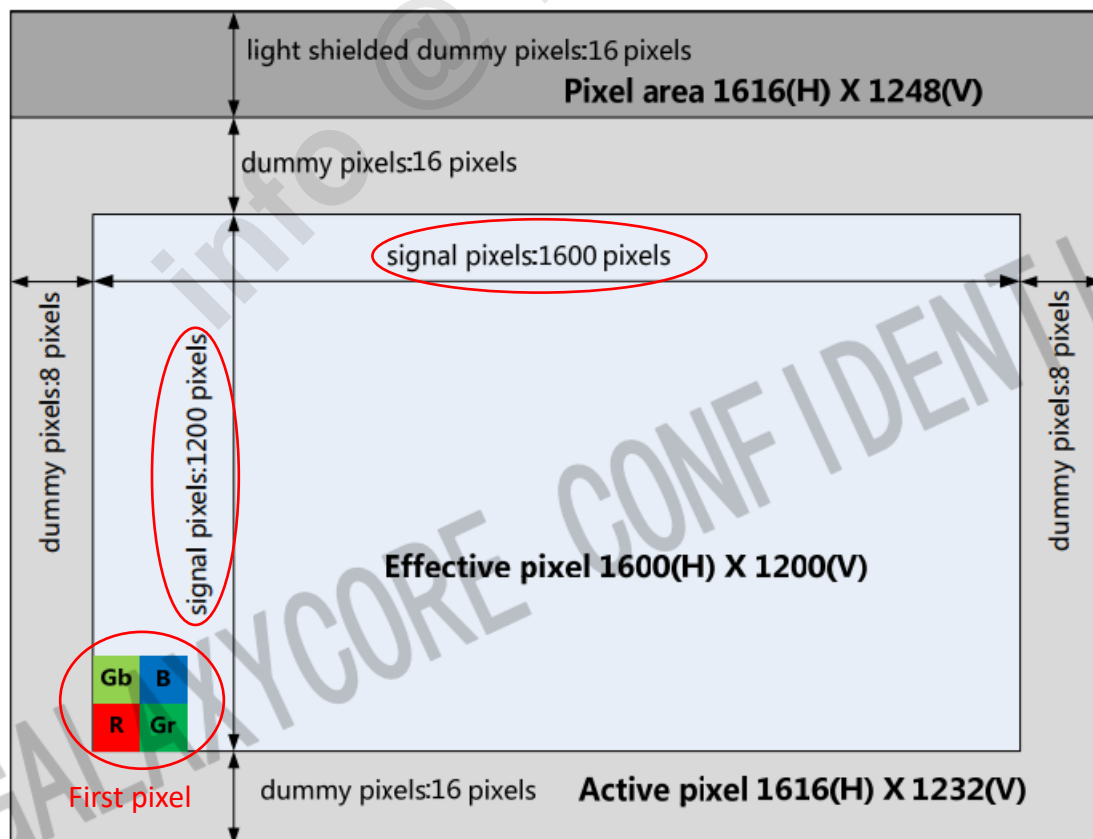 light shielded dummy pixels:16 pixels
Pixel area 1616(H) X 1248(V)
dummy pixels:16 pixels
signal pixels:1600 pixels
dummy pixels:8 pixels
signal pixels:1200 pixels
dummy pixels:8 pixels
Effective pixel 1600(H) X 1200(V)
Gb B
R Gr
First pixel
dummy pixels:16 pixels
Active pixel 1616(H) X 1232(V)
info @
GALAXYCORE CONFIDENTI